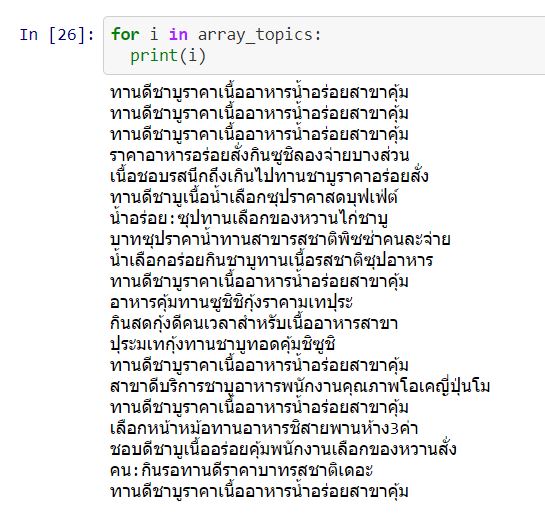 In [26]:
for i in array_topics:
print(i)
ทานดีชาบูราคาเนื้ออาหารน้ำอร่อยสาขาคุ้ม
ทานดีชาบูราคาเนื้ออาหารน้ำอร่อยสาขาคุ้ม
ทานดีชาบูราคาเนื้ออาหารน้ำอร่อยสาขาคุ้ม
ราคาอาหารอร่อยสั่งกินซูชิลองจ่ายบางส่วน
เนื้อชอบรสนึกถึงเกินไปทานชาบูราคาอร่อยสั่ง
ทานดีชาบูเนื้อน้ำเลือกซุปราคาสดบุฟเฟ่ต์
น้ำอร่อย:ซุปทานเลือกของหวานไก่ชาบู
บาทซุปราคาน้ำทานสาขารสชาติพิซซ่าคนละจ่าย
น้ำเลือกอร่อยกินชาบูทานเนื้อรสชาติซุปอาหาร
ทานดีชาบูราคาเนื้ออาหารน้ำอร่อยสาขาคุ้ม
อาหารคุ้มทานซูชิชิกุ้งราคามเทปุระ
กินสดกุ้งดีคนเวลาสำหรับเนื้ออาหารสาขา
ปุระมเทกุ้งทานชาบูทอดคุ้มชิซูชิ
ทานดีชาบูราคาเนื้ออาหารน้ำอร่อยสาขาคุ้ม
สาขาดีบริการชาบูอาหารพนักงานคุณภาพโอเคญี่ปุ่นโม
ทานดีชาบูราคาเนื้ออาหารน้ำอร่อยสาขาคุ้ม
เลือกหน้าหม้อทานอาหารชิสายพานห้าง3ค่า
ชอบดีชาบูเนื้ออร่อยคุ้มพนักงานเลือกของหวานสั่ง
คน:กินรอทานดีราคาบาทรสชาติเดอะ
ทานดีชาบูราคาเนื้ออาหารน้ำอร่อยสาขาคุ้ม